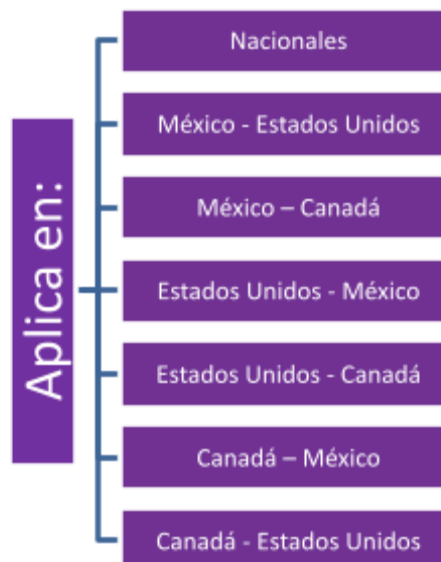 Aplica en:
Nacionales
México - Estados Unidos
México – Canadá
Estados Unidos - México
Estados Unidos - Canadá
Canadá – México
Canadá - Estados Unidos